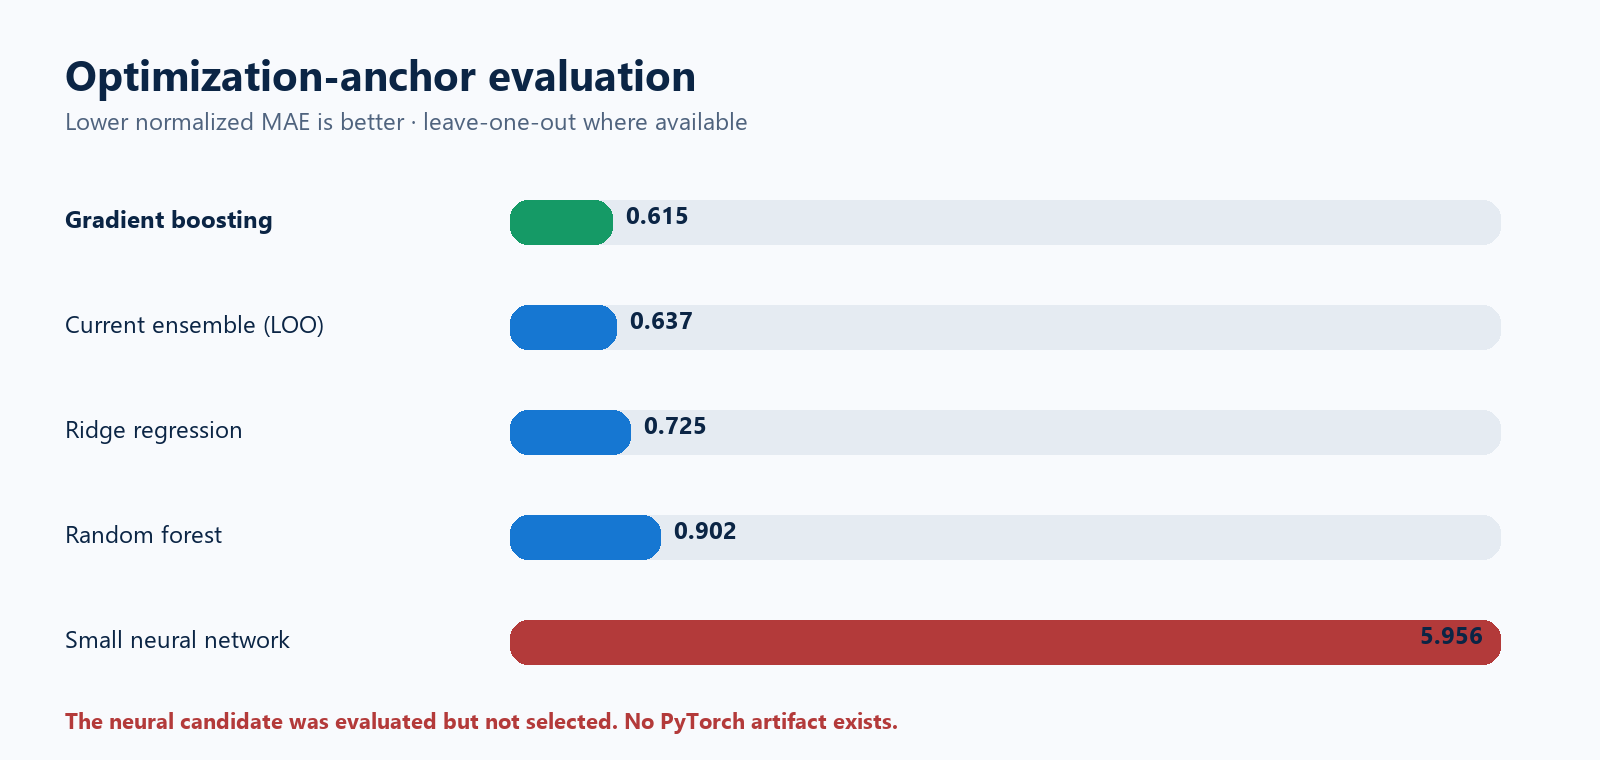 Optimization-anchor evaluation
Lower normalized MAE is better · leave-one-out where available
Gradient boosting 0.615
Current ensemble (LOO) 0.637
Ridge regression 0.725
Random forest 0.902
Small neural network 5.956
The neural candidate was evaluated but not selected. No PyTorch artifact exists.